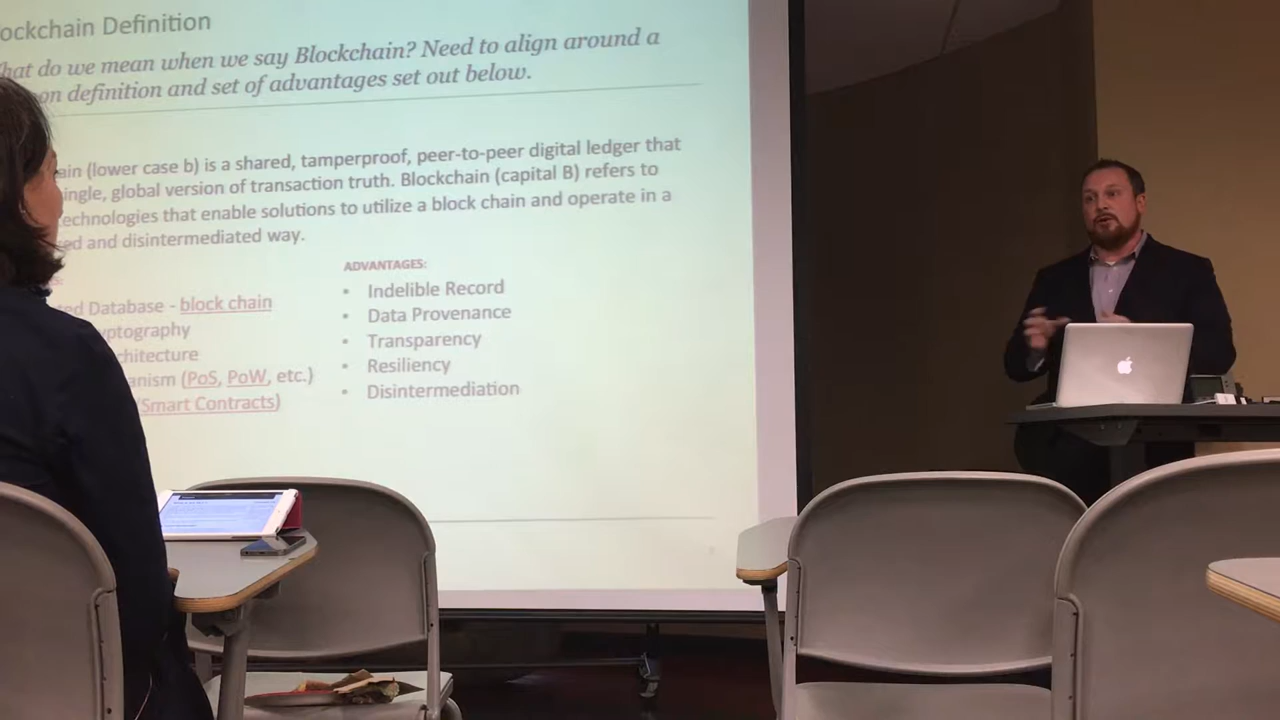 ockchain Definition
hat do we mean when we say Blockchain? Need to align around a
on definition and set of advantages set out below.
ain (lower case b) is a shared, tamperproof, peer-to-peer digital ledger that
ingle, global version of transaction truth. Blockchain (capital B) refers to
echnologies that enable solutions to utilize a block chain and operate in a
ed and disintermediated way.
ed Database - block chain
yptography
chitecture
anism (PoS, PoW, etc.)
Smart Contracts)
ADVANTAGES:
• Indelible Record
• Data Provenance
• Transparency
• Resiliency
• Disintermediation